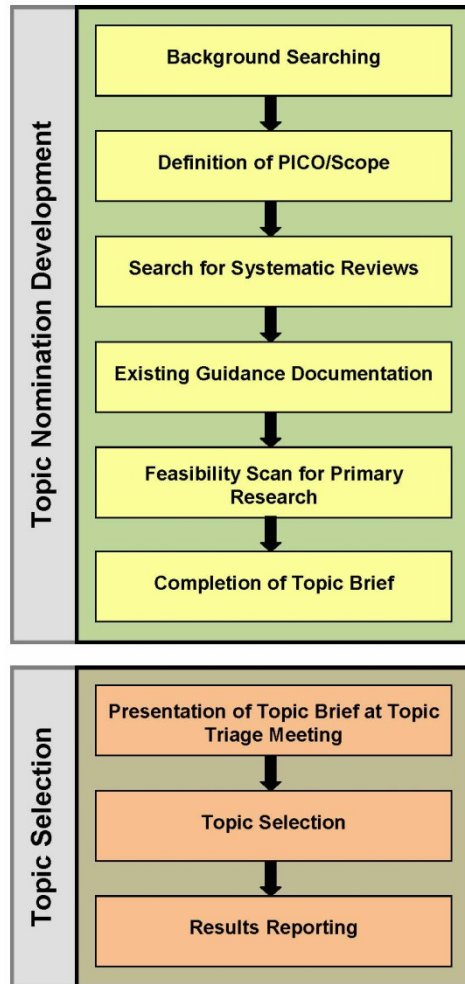 Topic Nomination Development
Background Searching
Definition of PICO/Scope
Search for Systematic Reviews
Existing Guidance Documentation
Feasibility Scan for Primary
Research
Completion of Topic Brief
Topic Selection
Presentation of Topic Brief at Topic
Triage Meeting
Topic Selection
Results Reporting